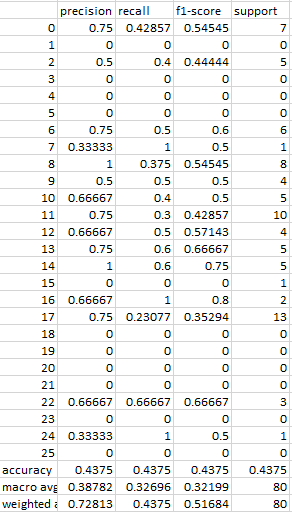 precision recall f1-score support
0 0.75 0.42857 0.54545 7
1 0 0 0 0
2 0.5 0.4 0.44444 5
3 0 0 0 0
4 0 0 0 0
5 0 0 0 0
6 0.75 0.5 0.6 6
7 0.33333 1 0.5 1
8 1 0.375 0.54545 8
9 0.5 0.5 0.5 4
10 0.66667 0.4 0.5 5
11 0.75 0.3 0.42857 10
12 0.66667 0.5 0.57143 4
13 0.75 0.6 0.66667 5
14 1 0.6 0.75 5
15 0 0 0 1
16 0.66667 1 0.8 2
17 0.75 0.23077 0.35294 13
18 0 0 0 0
19 0 0 0 0
20 0 0 0 0
21 0 0 0 0
22 0.66667 0.66667 0.66667 3
23 0 0 0 0
24 0.33333 1 0.5 1
25 0 0 0 0
accuracy 0.4375 0.4375 0.4375 0.4375
macro avg 0.38782 0.32696 0.32199 80
weighted 0.72813 0.4375 0.51684 80